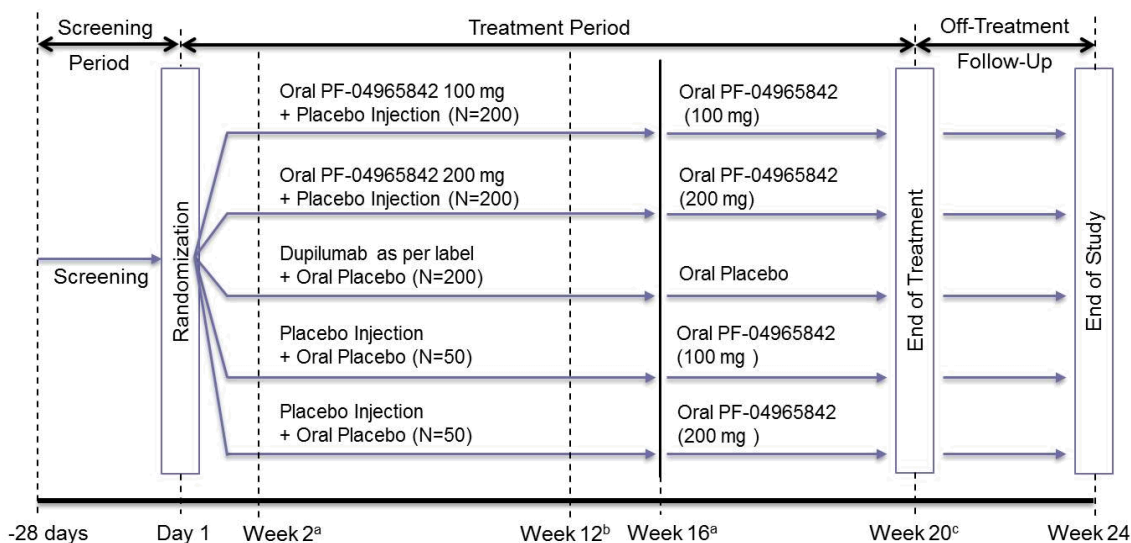 Screening
Period
Treatment Period
Off-Treatment
Follow-Up
Screening
Randomization
Oral PF-04965842 100 mg
+ Placebo Injection (N=200)
Oral PF-04965842
(100 mg)
Oral PF-04965842 200 mg
+ Placebo Injection (N=200)
Oral PF-04965842
(200 mg)
Dupilumab as per label
+ Oral Placebo (N=200)
Oral Placebo
Placebo Injection
+ Oral Placebo (N=50)
Oral PF-04965842
(100 mg )
Placebo Injection
+ Oral Placebo (N=50)
Oral PF-04965842
(200 mg )
End of Treatment
End of Study
-28 days Day 1 Week 2ᵃ Week 12ᵇ Week 16ᵃ Week 20ᶜ Week 24